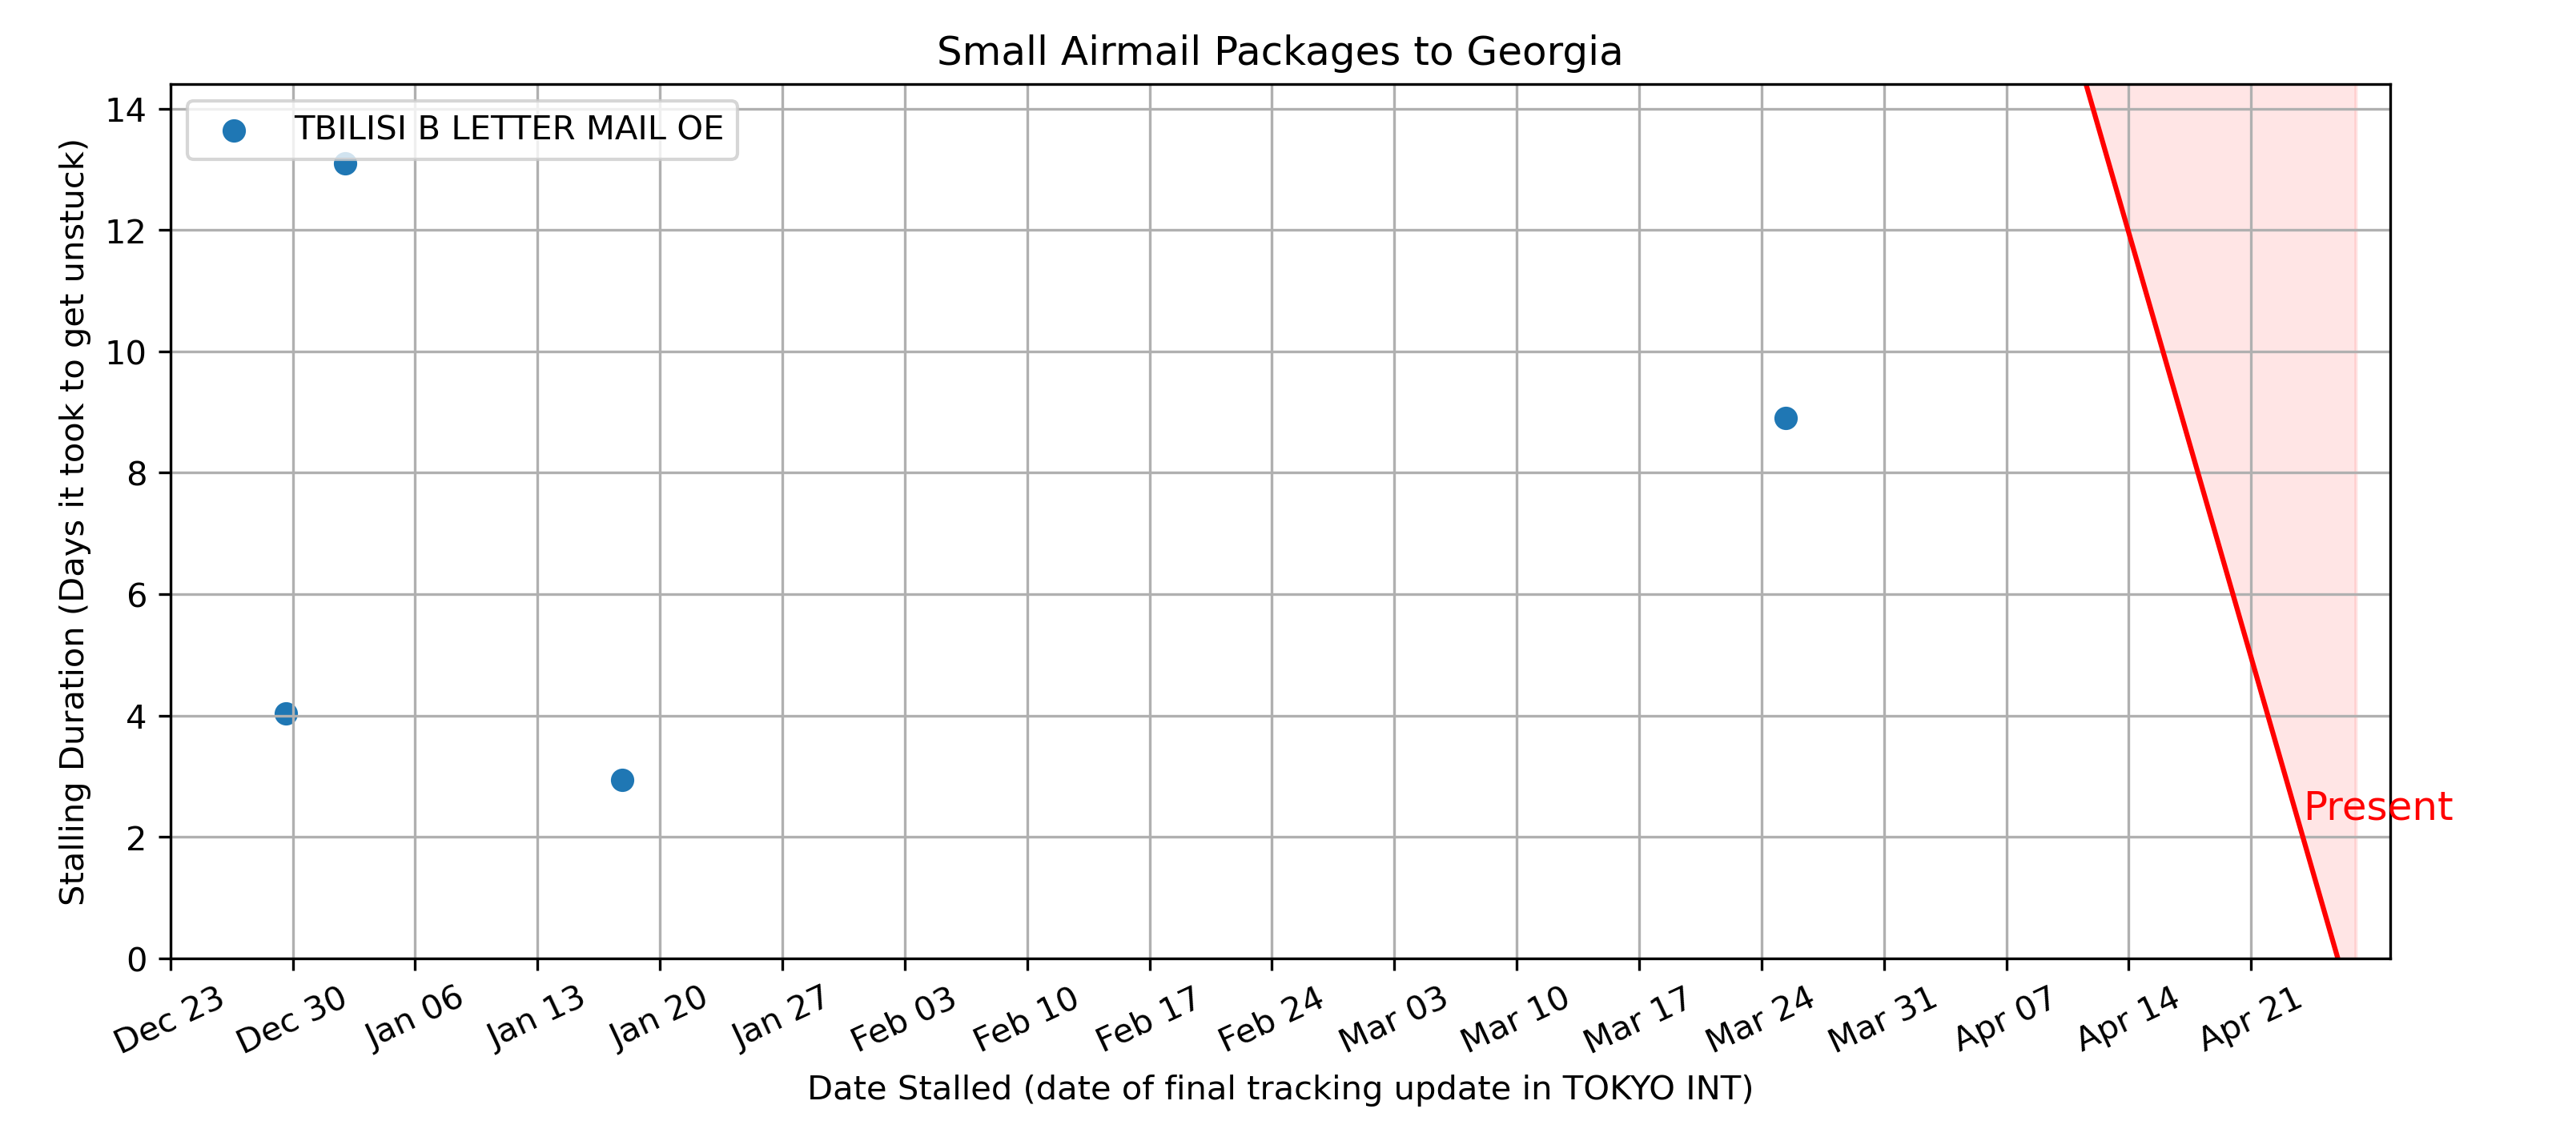 Small Airmail Packages to Georgia
TBILISI B LETTER MAIL OE
Stalling Duration (Days it took to get unstuck)
14
12
10
8
6
4
2
0
Present
Dec 23
Dec 30
Jan 06
Jan 13
Jan 20
Jan 27
Feb 03
Feb 10
Feb 17
Feb 24
Mar 03
Mar 10
Mar 17
Mar 24
Mar 31
Apr 07
Apr 14
Apr 21
Date Stalled (date of final tracking update in TOKYO INT)